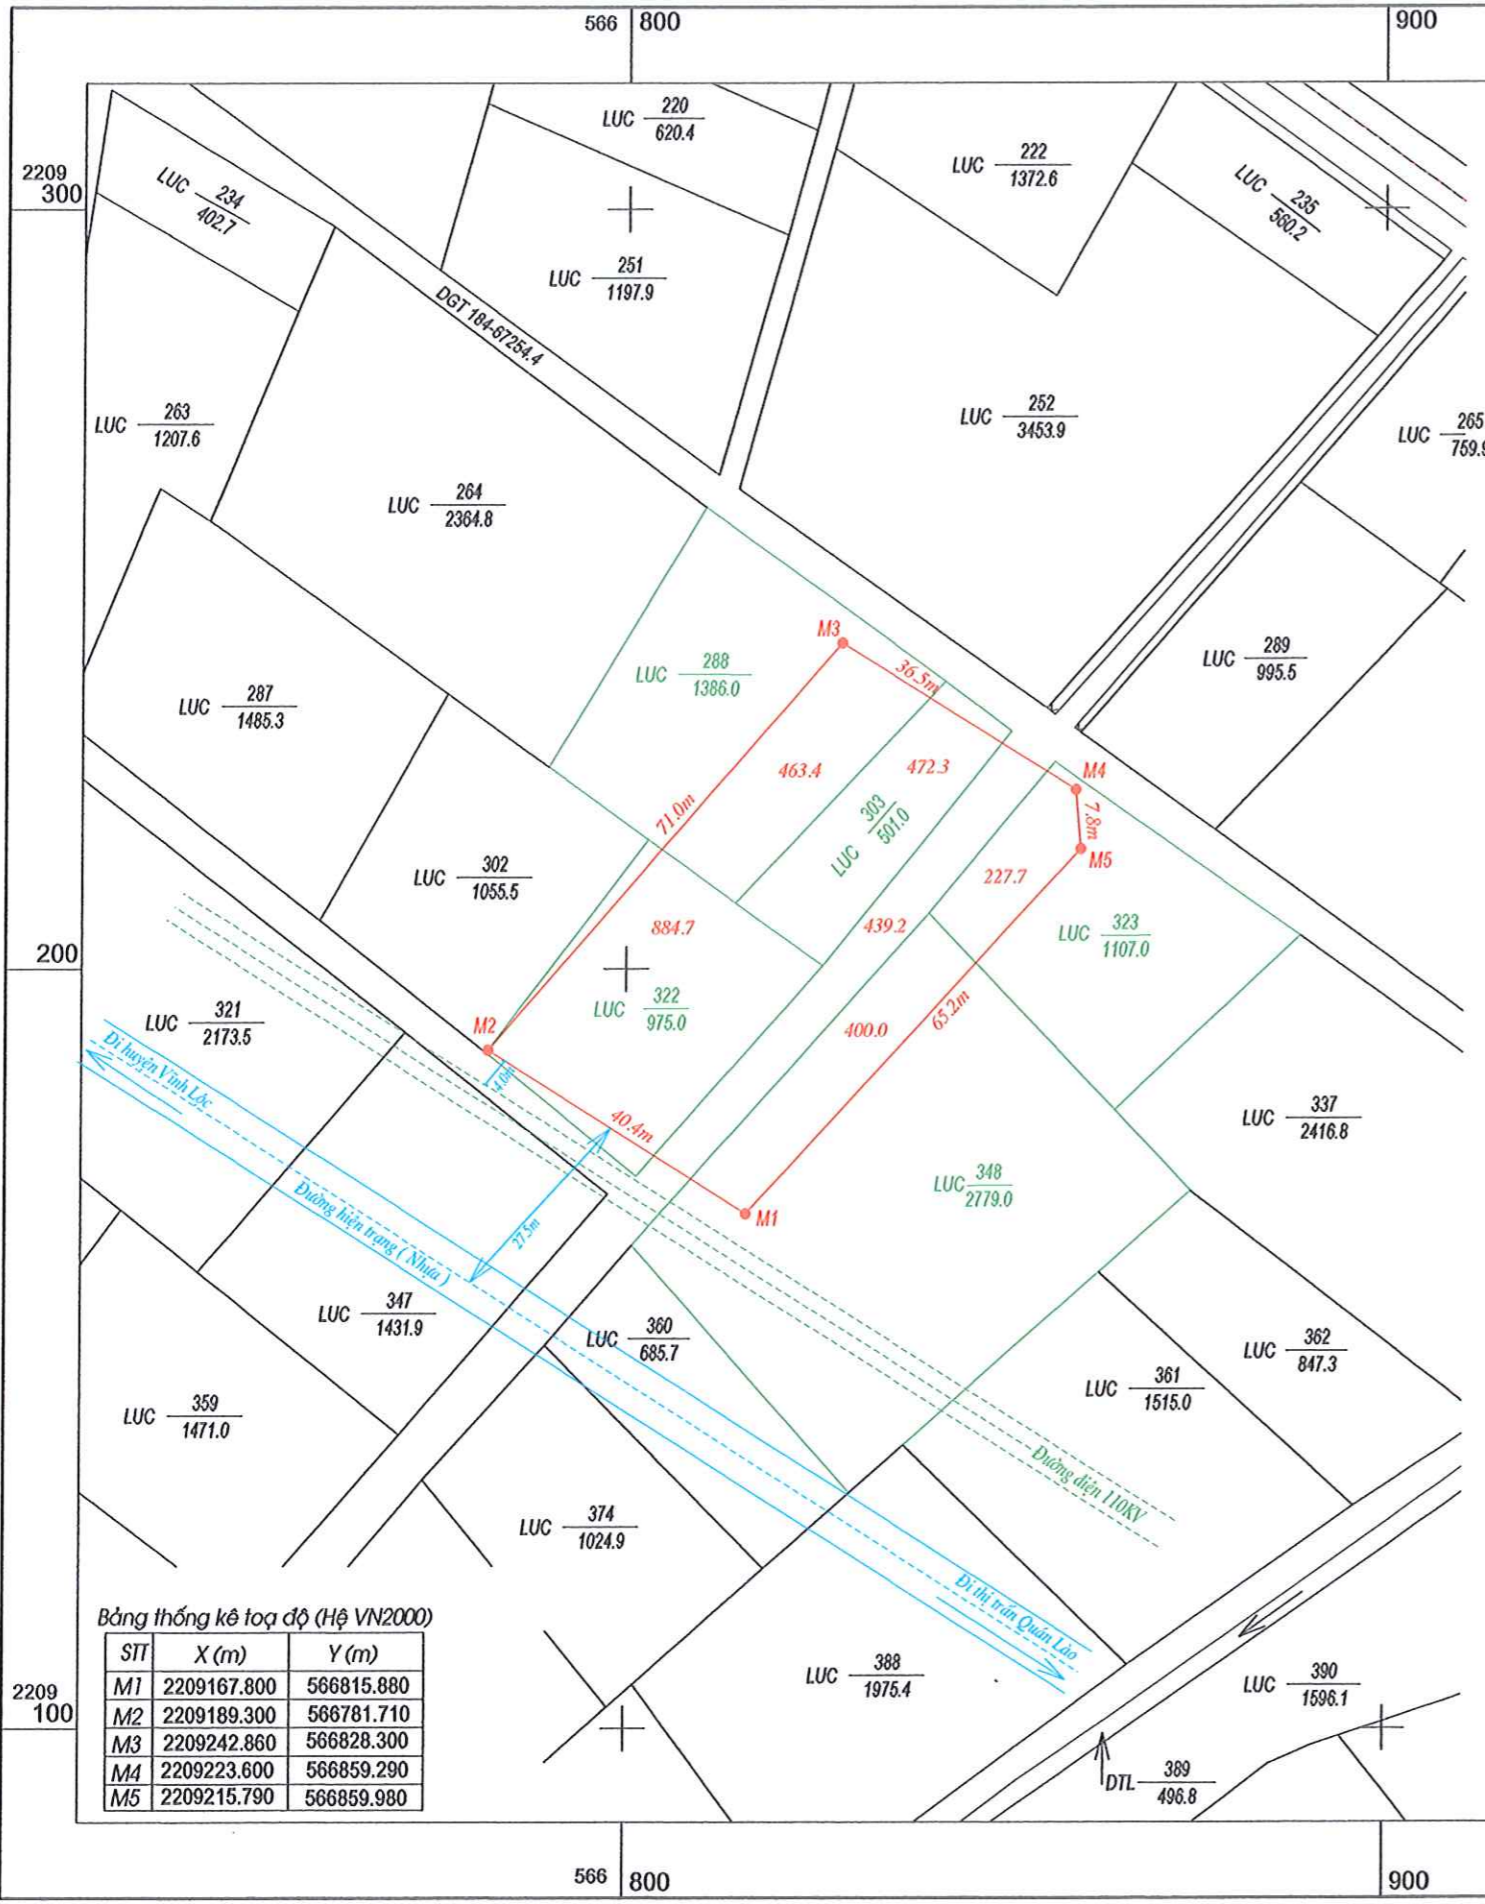 566 800 900
2209
300
LUC 220
620.4
LUC 222
1372.6
LUC 234
402.7
LUC 235
560.2
LUC 251
1197.9
DGT 184-67254.4
LUC 263
1207.6
LUC 252
3453.9
LUC 265
759.9
LUC 264
2364.8
M3
36.5m
LUC 288
1386.0
LUC 289
995.5
LUC 287
1485.3
463.4
472.3
M4
7.8m
71.0m
LUC 303
501.0
M5
LUC 302
1055.5
227.7
884.7
439.2
LUC 323
1107.0
200
LUC 322
975.0
LUC 321
2173.5
M2
400.0
65.2m
Đi huyện Vĩnh Lộc
4.0m
40.4m
LUC 337
2416.8
LUC 348
2779.0
Đường hiện trạng ( Nhựa )
27.5m
M1
LUC 347
1431.9
LUC 360
685.7
LUC 362
847.3
LUC 361
1515.0
LUC 359
1471.0
Đường điện 110KV
LUC 374
1024.9
Đi thị trấn Quán Lào
LUC 388
1975.4
LUC 390
1596.1
DTL 389
496.8
Bảng thống kê toạ độ (Hệ VN2000)
STT X (m) Y (m)
M1 2209167.800 566815.880
M2 2209189.300 566781.710
M3 2209242.860 566828.300
M4 2209223.600 566859.290
M5 2209215.790 566859.980
2209
100
566 800 900